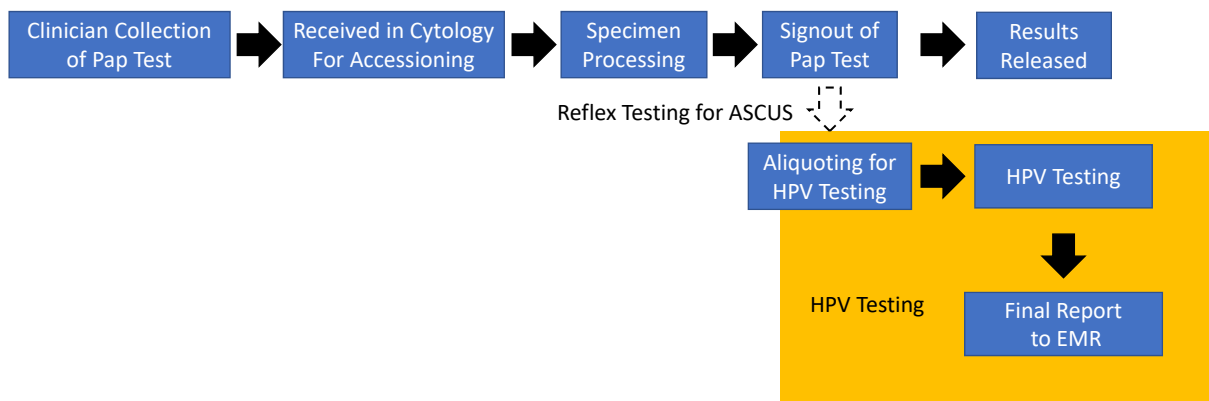 Clinician Collection
of Pap Test
Received in Cytology
For Accessioning
Specimen
Processing
Signout of
Pap Test
Results
Released
Reflex Testing for ASCUS
Aliquoting for
HPV Testing
HPV Testing
HPV Testing
Final Report
to EMR